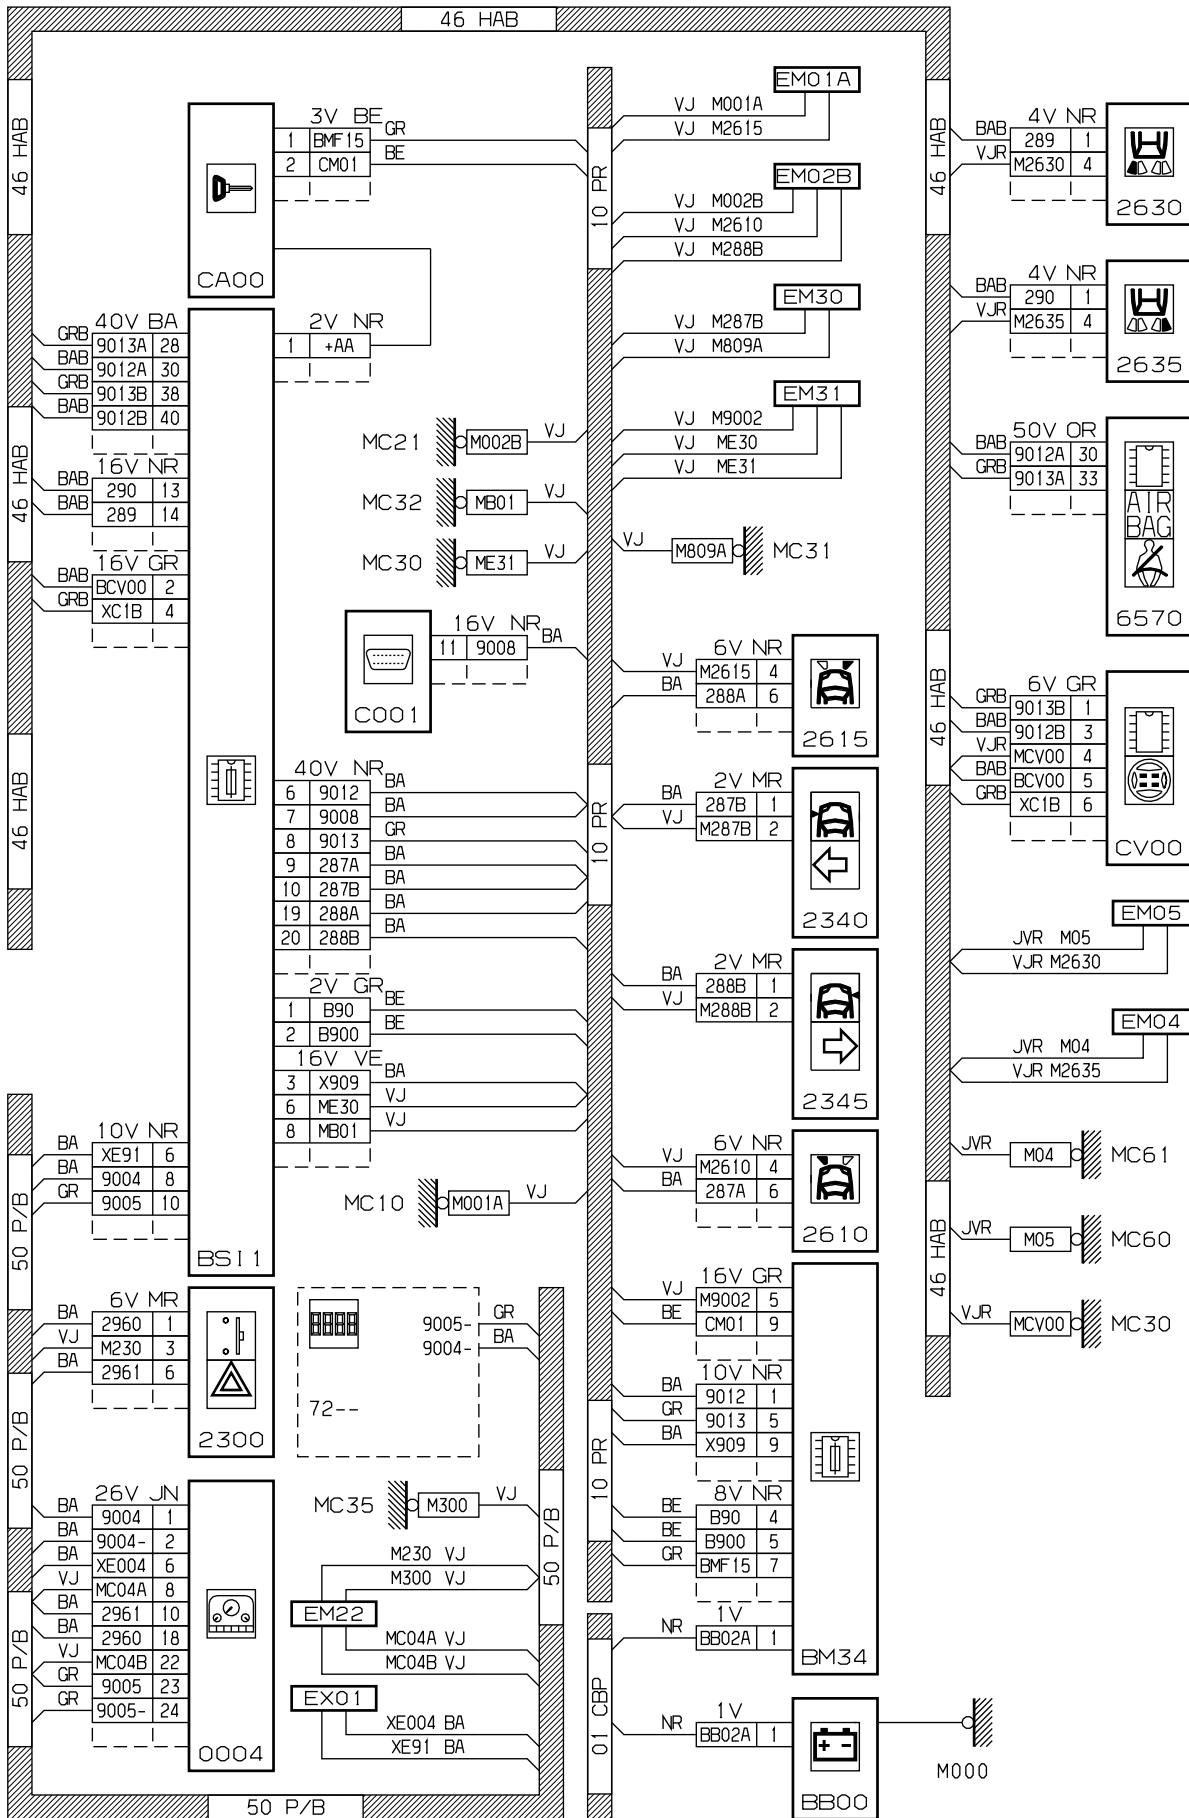 46 HAB
46 HAB
3V BE
1 BMF15 GR
2 CM01 BE
CA00
40V BA
GRB 9013A 28
BAB 9012A 30
GRB 9013B 38
BAB 9012B 40
2V NR
1 +AA
46 HAB
16V NR
BAB 290 13
BAB 289 14
16V GR
BAB BCV00 2
GRB XC1B 4
46 HAB
MC21 M002B VJ
MC32 MB01 VJ
MC30 ME31 VJ
16V NR
11 9008 BA
C001
40V NR
6 9012 BA
7 9008 BA
8 9013 GR
9 287A BA
10 287B BA
19 288A BA
20 288B BA
2V GR
1 B90 BE
2 B900 BE
16V VE
3 X909 BA
6 ME30 VJ
8 MB01 VJ
10V NR
BA XE91 6
BA 9004 8
GR 9005 10
MC10 M001A VJ
BSI1
50 P/B
6V MR
BA 2960 1
VJ M230 3
BA 2961 6
2300
9005- GR
9004- BA
72--
50 P/B
26V JN
BA 9004 1
BA 9004- 2
BA XE004 6
VJ MC04A 8
BA 2961 10
BA 2960 18
VJ MC04B 22
GR 9005 23
GR 9005- 24
0004
50 P/B
MC35 M300 VJ
M230 VJ
M300 VJ
EM22
MC04A VJ
MC04B VJ
EX01
XE004 BA
XE91 BA
50 P/B
50 P/B
10 PR
EM01A
VJ M001A
VJ M2615
EM02B
VJ M002B
VJ M2610
VJ M288B
EM30
VJ M287B
VJ M809A
EM31
VJ M9002
VJ ME30
VJ ME31
VJ M809A MC31
6V NR
VJ M2615 4
BA 288A 6
2615
10 PR
2V MR
BA 287B 1
VJ M287B 2
2340
2V MR
BA 288B 1
VJ M288B 2
2345
6V NR
VJ M2610 4
BA 287A 6
2610
16V GR
VJ M9002 5
BE CM01 9
10V NR
BA 9012 1
GR 9013 5
BA X909 9
10 PR
8V NR
BE B90 4
BE B900 5
GR BMF15 7
1V
NR BB02A 1
BM34
01 CBP
1V
NR BB02A 1
BB00
M000
46 HAB
4V NR
BAB 289 1
VJR M2630 4
2630
4V NR
BAB 290 1
VJR M2635 4
2635
50V OR
BAB 9012A 30
GRB 9013A 33
AIR
BAG
6570
46 HAB
6V GR
GRB 9013B 1
BAB 9012B 3
VJR MCV00 4
BAB BCV00 5
GRB XC1B 6
CV00
EM05
JVR M05
VJR M2630
EM04
JVR M04
VJR M2635
JVR M04 MC61
46 HAB
JVR M05 MC60
VJR MCV00 MC30